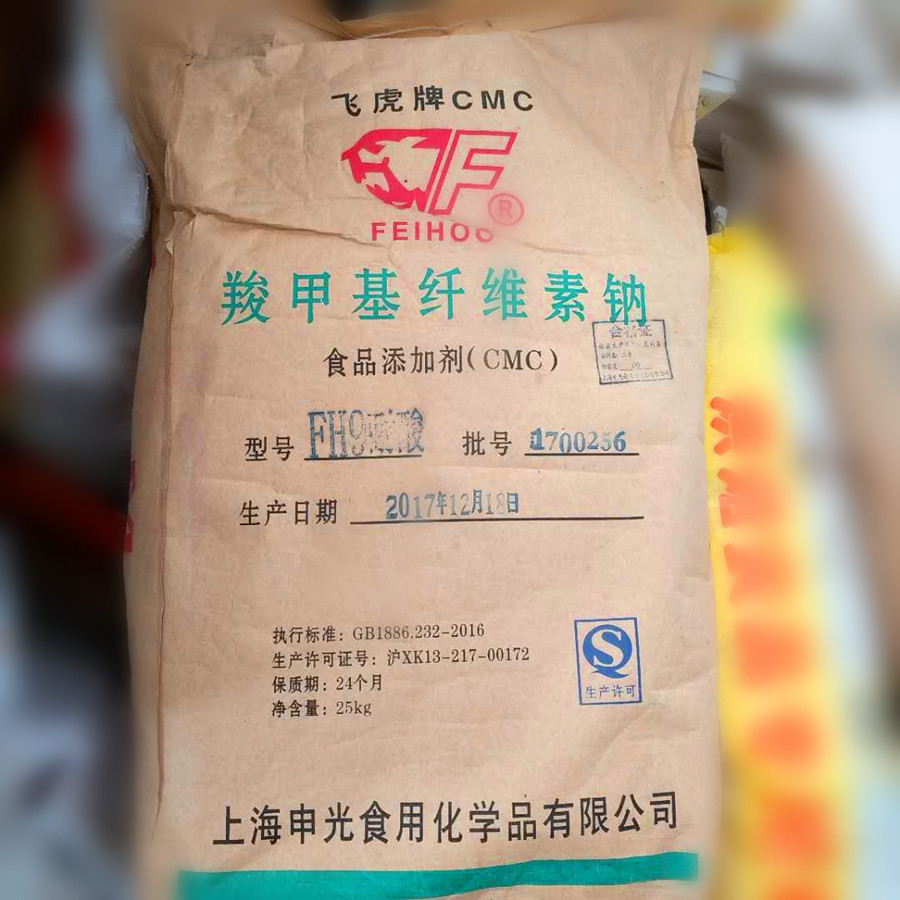 飞虎牌CMC
F®
FEIHOO
羧甲基纤维素钠
合格证
食品添加剂(CMC)
型号 FH9 批号 1700256
生产日期 2017年12月18日
执行标准：GB1886.232-2016
生产许可证号：沪XK13-217-00172
保质期：24个月
净含量：25kg
生产许可
上海申光食用化学品有限公司